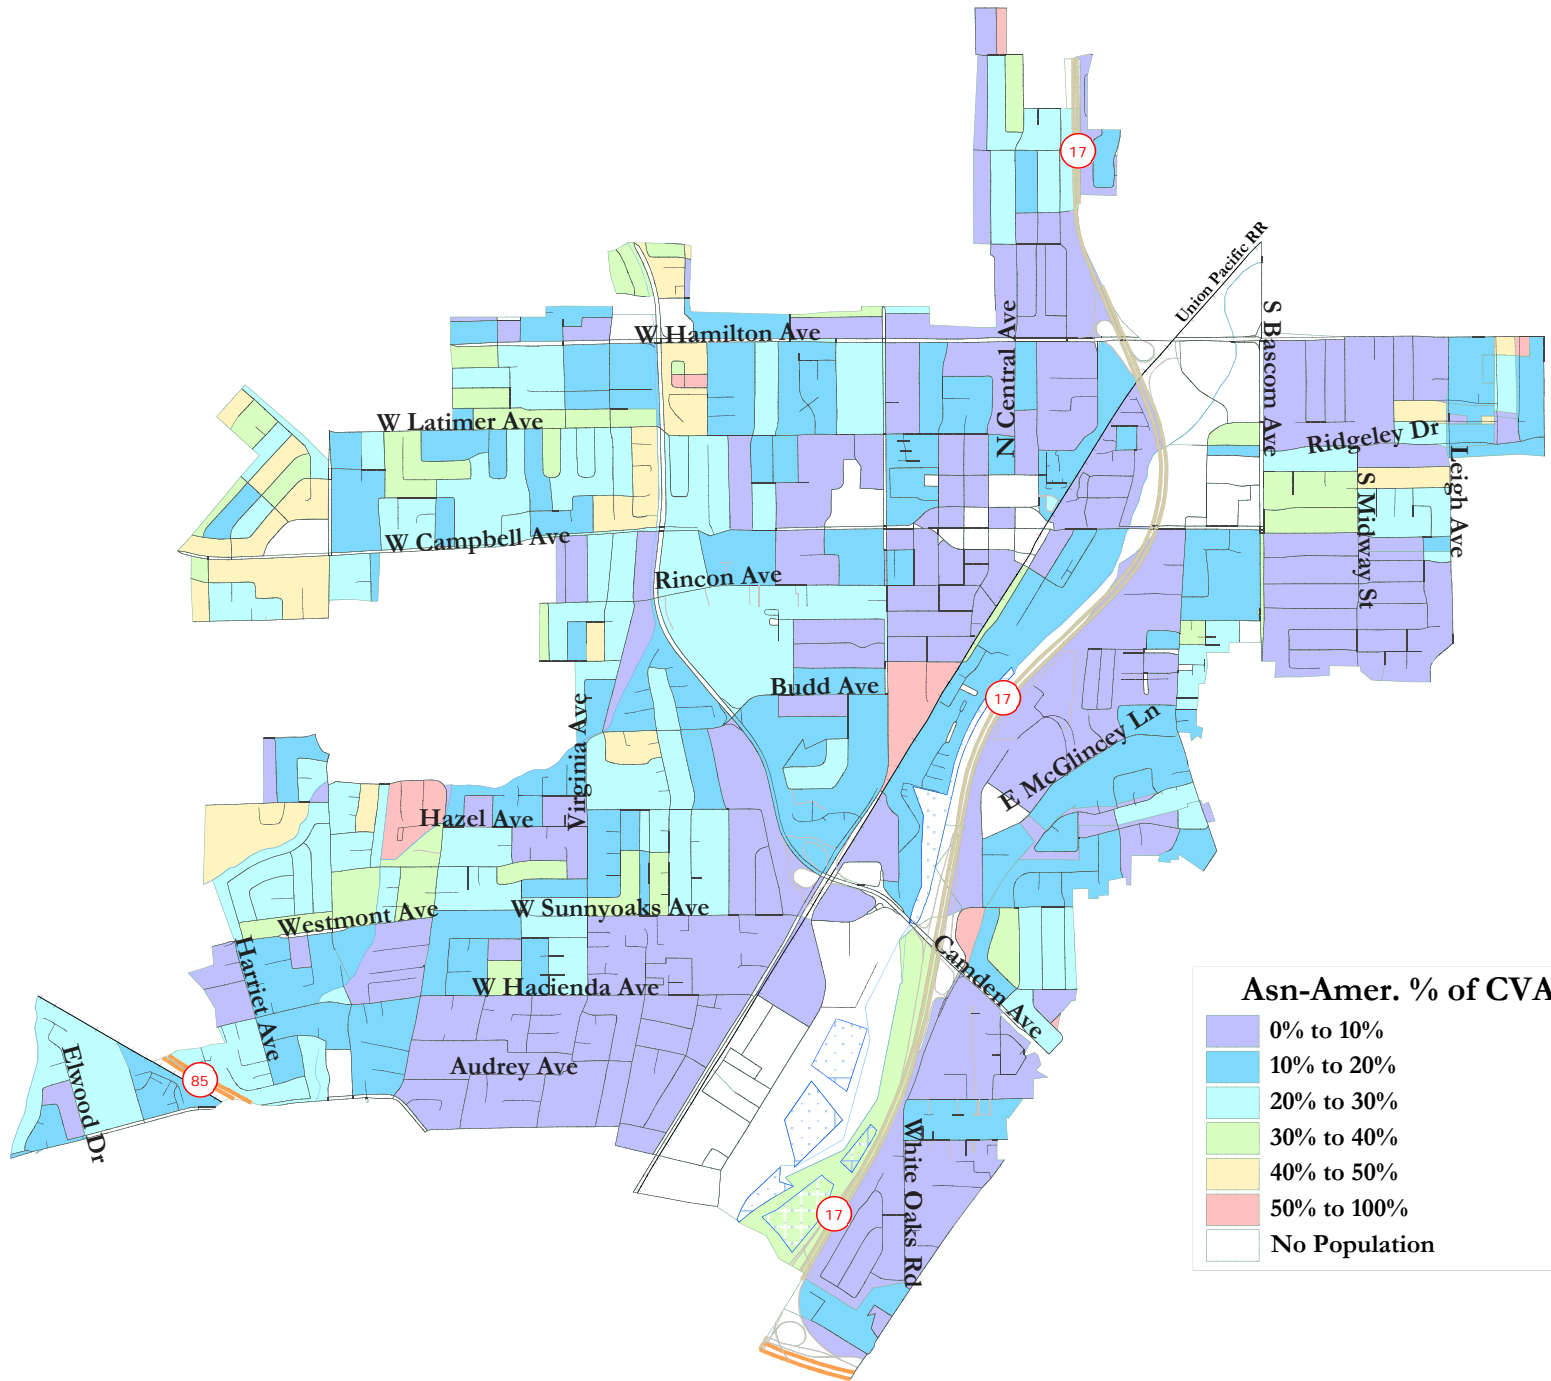 17
Union Pacific RR
S Bascom Ave
W Hamilton Ave
N Central Ave
W Latimer Ave
Ridgeley Dr
Leigh Ave
S Midway St
W Campbell Ave
Rincon Ave
Budd Ave
17
Virginia Ave
E McGlincey Ln
Hazel Ave
W Sunnyoaks Ave
Westmont Ave
Harriet Ave
Camden Ave
W Hacienda Ave
Audrey Ave
Elwood Dr
85
White Oaks Rd
17
Asn-Amer. % of CVA
0% to 10%
10% to 20%
20% to 30%
30% to 40%
40% to 50%
50% to 100%
No Population